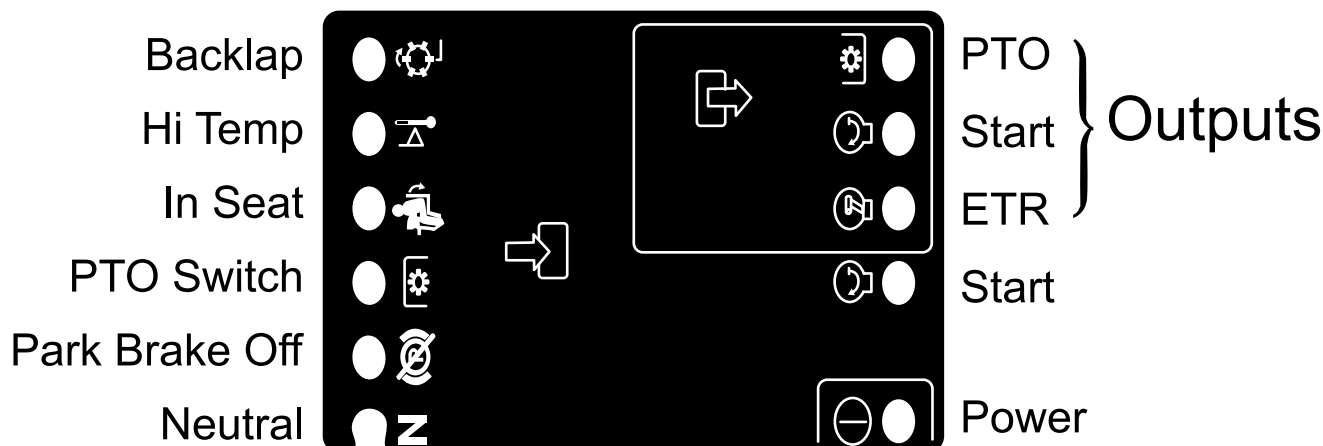 Backlap
Hi Temp
In Seat
PTO Switch
Park Brake Off
Neutral
N
PTO
Start
ETR
Outputs
Start
Power